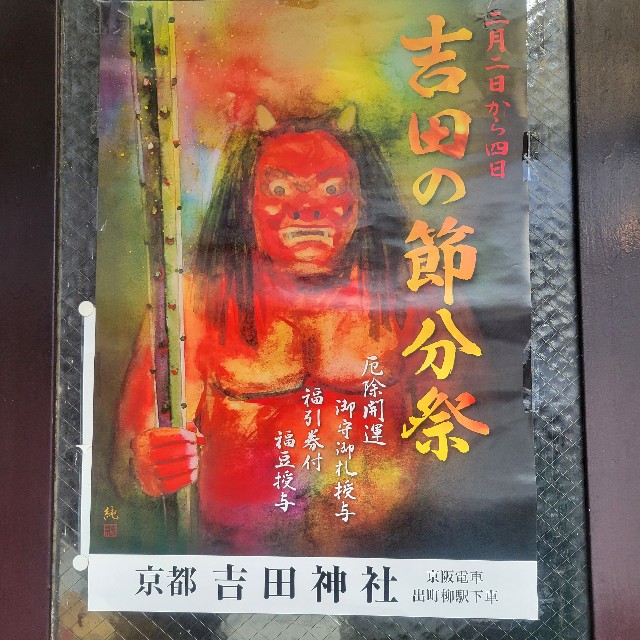 二月二日から四日
吉田の節分祭
厄除開運
御守御札授与
福引券付
福豆授与
純
京都 吉田神社
京阪電車
出町柳駅下車